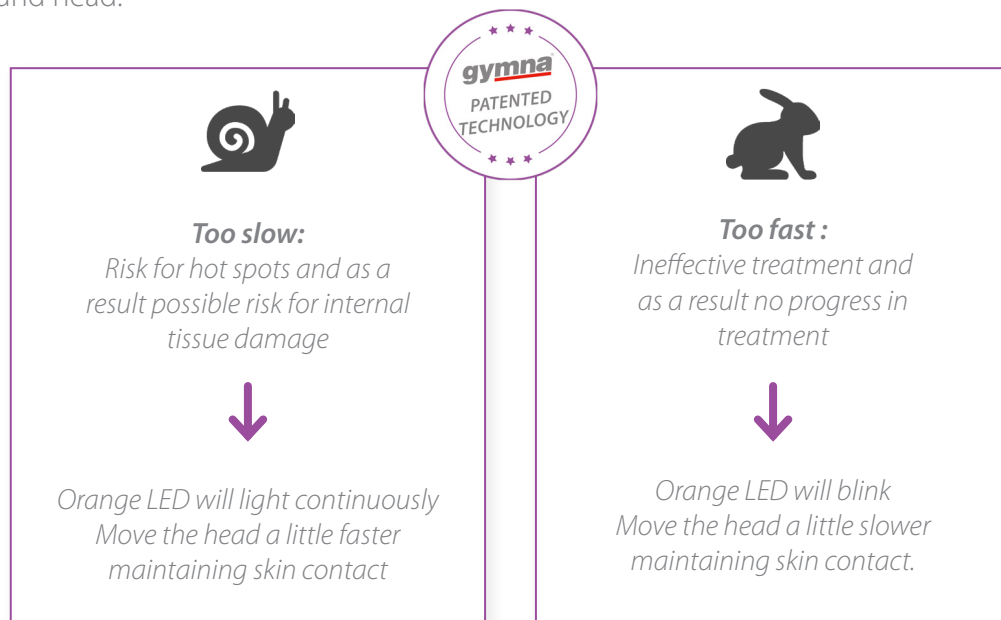 and head.
gymna
PATENTED
TECHNOLOGY
Too slow:
Risk for hot spots and as a
result possible risk for internal
tissue damage
Orange LED will light continuously
Move the head a little faster
maintaining skin contact
Too fast :
Ineffective treatment and
as a result no progress in
treatment
Orange LED will blink
Move the head a little slower
maintaining skin contact.